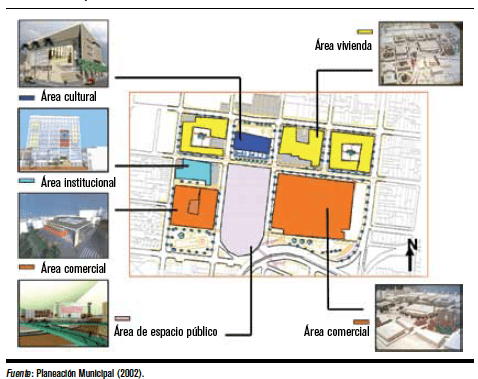 Área cultural
Área vivienda
Área institucional
Área comercial
Área de espacio público
N
Área comercial
Fuente: Planeación Municipal (2002).